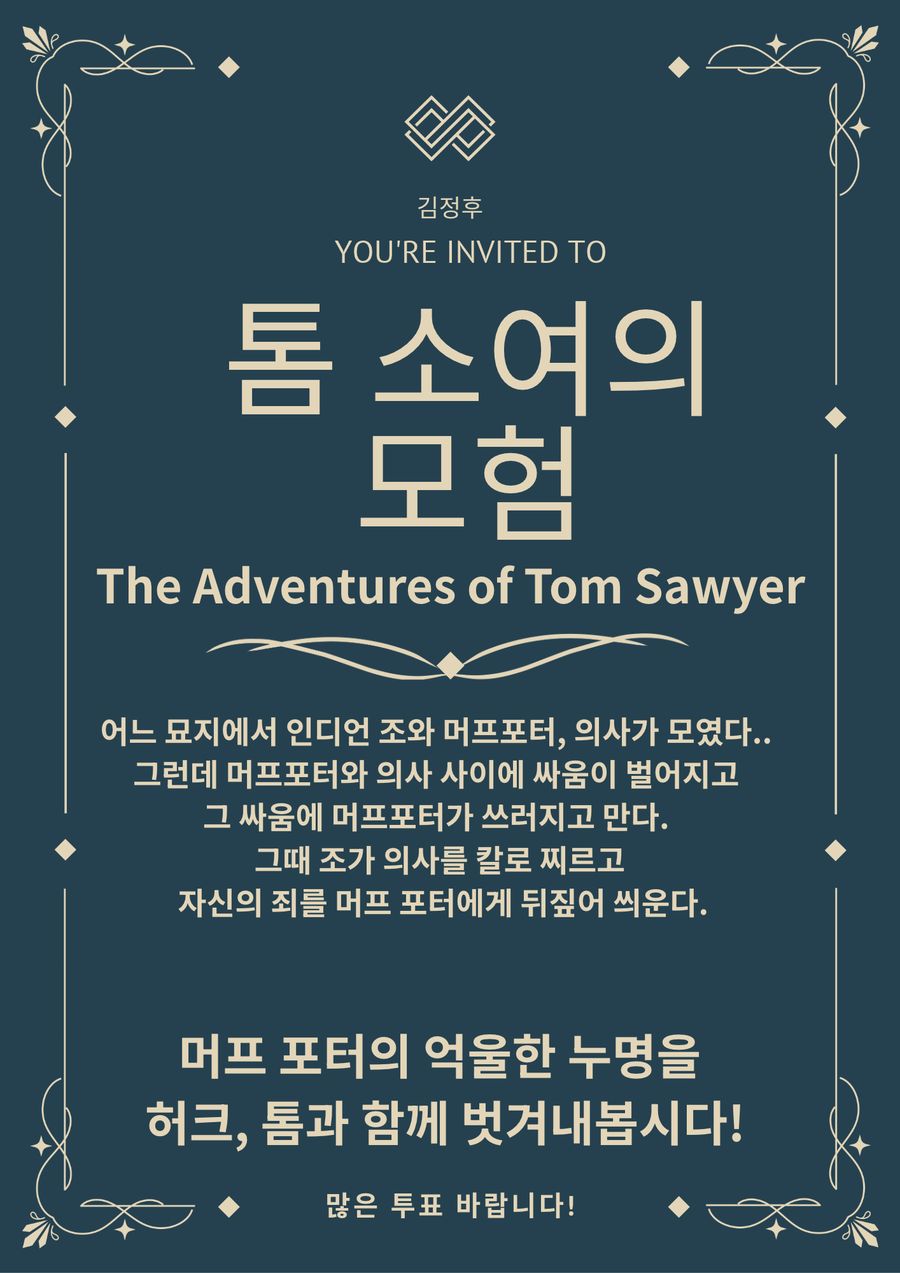 김정후
YOU'RE INVITED TO
톰 소여의
모험
The Adventures of Tom Sawyer
어느 묘지에서 인디언 조와 머프포터, 의사가 모였다..
그런데 머프포터와 의사 사이에 싸움이 벌어지고
그 싸움에 머프포터가 쓰러지고 만다.
그때 조가 의사를 칼로 찌르고
자신의 죄를 머프 포터에게 뒤짚어 씌운다.
머프 포터의 억울한 누명을
허크, 톰과 함께 벗겨내봅시다!
많은 투표 바랍니다!